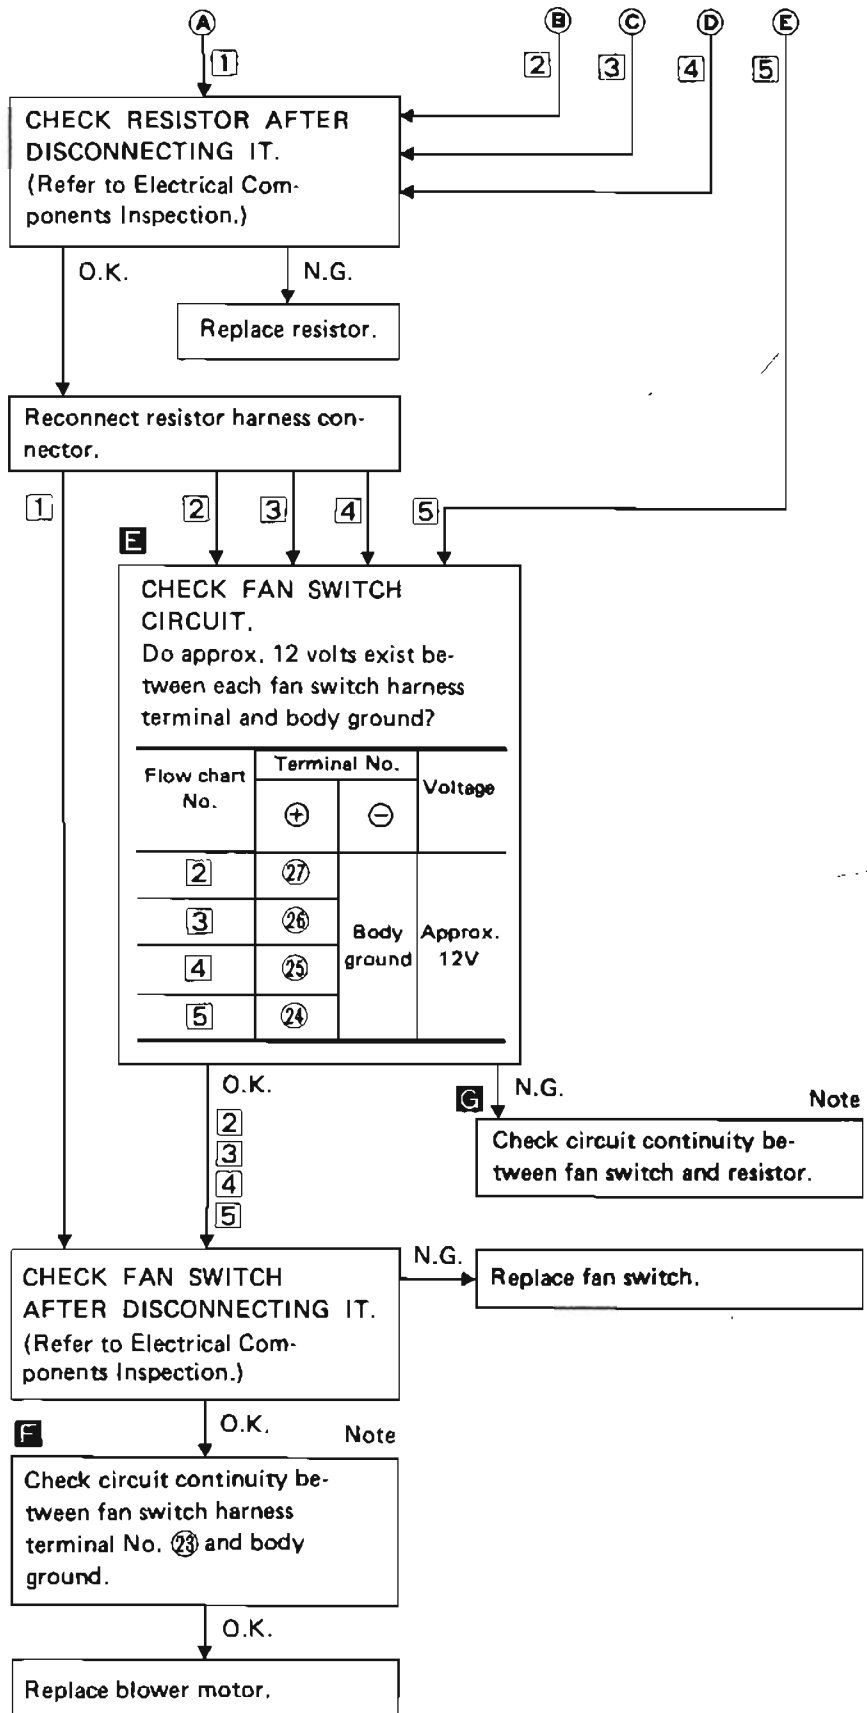 A B C D E
1 2 3 4 5
CHECK RESISTOR AFTER
DISCONNECTING IT.
(Refer to Electrical Com-
ponents Inspection.)
O.K. N.G.
Replace resistor.
Reconnect resistor harness con-
nector.
1 2 3 4 5
E
CHECK FAN SWITCH
CIRCUIT.
Do approx. 12 volts exist be-
tween each fan switch harness
terminal and body ground?
Flow chart
No.
Terminal No.
⊕ ⊖
Voltage
2 27
3 26
4 25
5 24
Body
ground
Approx.
12V
O.K.
2
3
4
5
G N.G. Note
Check circuit continuity be-
tween fan switch and resistor.
CHECK FAN SWITCH
AFTER DISCONNECTING IT.
(Refer to Electrical Com-
ponents Inspection.)
N.G.
Replace fan switch.
O.K.
F Note
Check circuit continuity be-
tween fan switch harness
terminal No. 23 and body
ground.
O.K.
Replace blower motor.